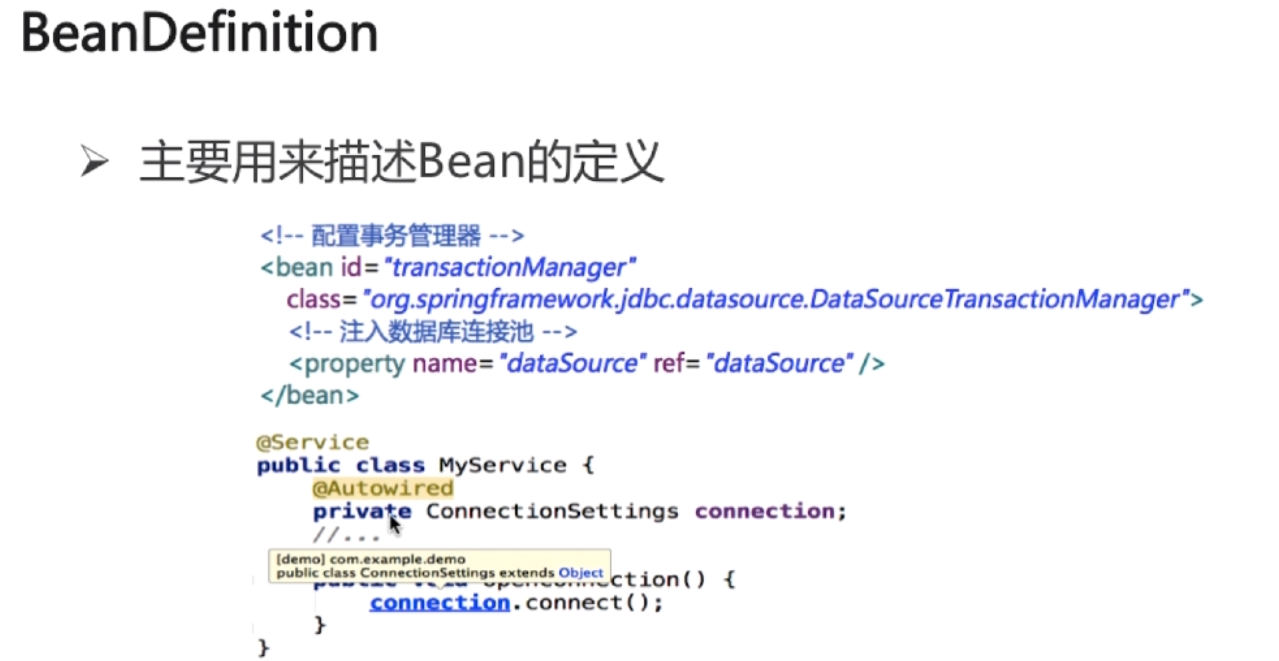 BeanDefinition
➢ 主要用来描述Bean的定义
<!-- 配置事务管理器 -->
<bean id="transactionManager"
class="org.springframework.jdbc.datasource.DataSourceTransactionManager">
<!-- 注入数据库连接池 -->
<property name="dataSource" ref="dataSource" />
</bean>
@Service
public class MyService {
@Autowired
private ConnectionSettings connection;
//...
[demo] com.example.demo
public class ConnectionSettings extends Object
ction() {
connection.connect();
}
}